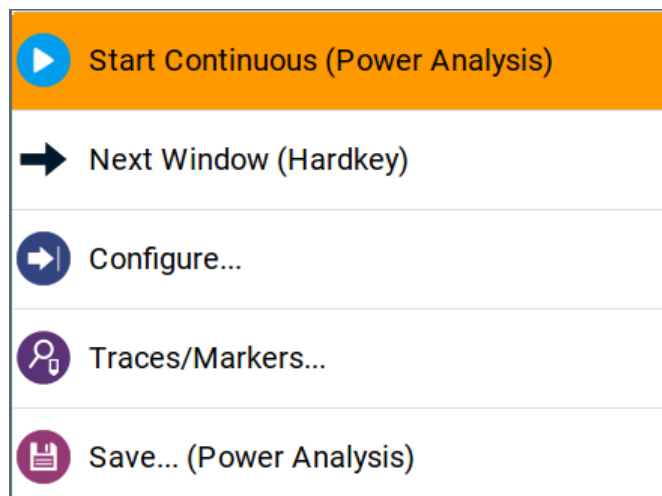 Start Continuous (Power Analysis)
Next Window (Hardkey)
Configure...
Traces/Markers...
Save... (Power Analysis)